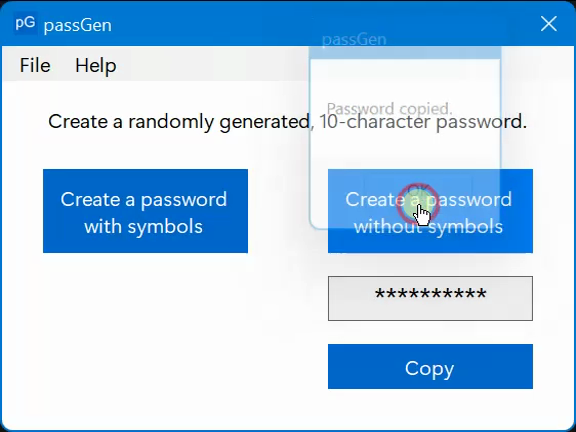 pG passGen
File Help
passGen
Password copied.
Create a randomly generated, 10-character password.
OK
Create a password
with symbols
Create a password
without symbols
**********
Copy